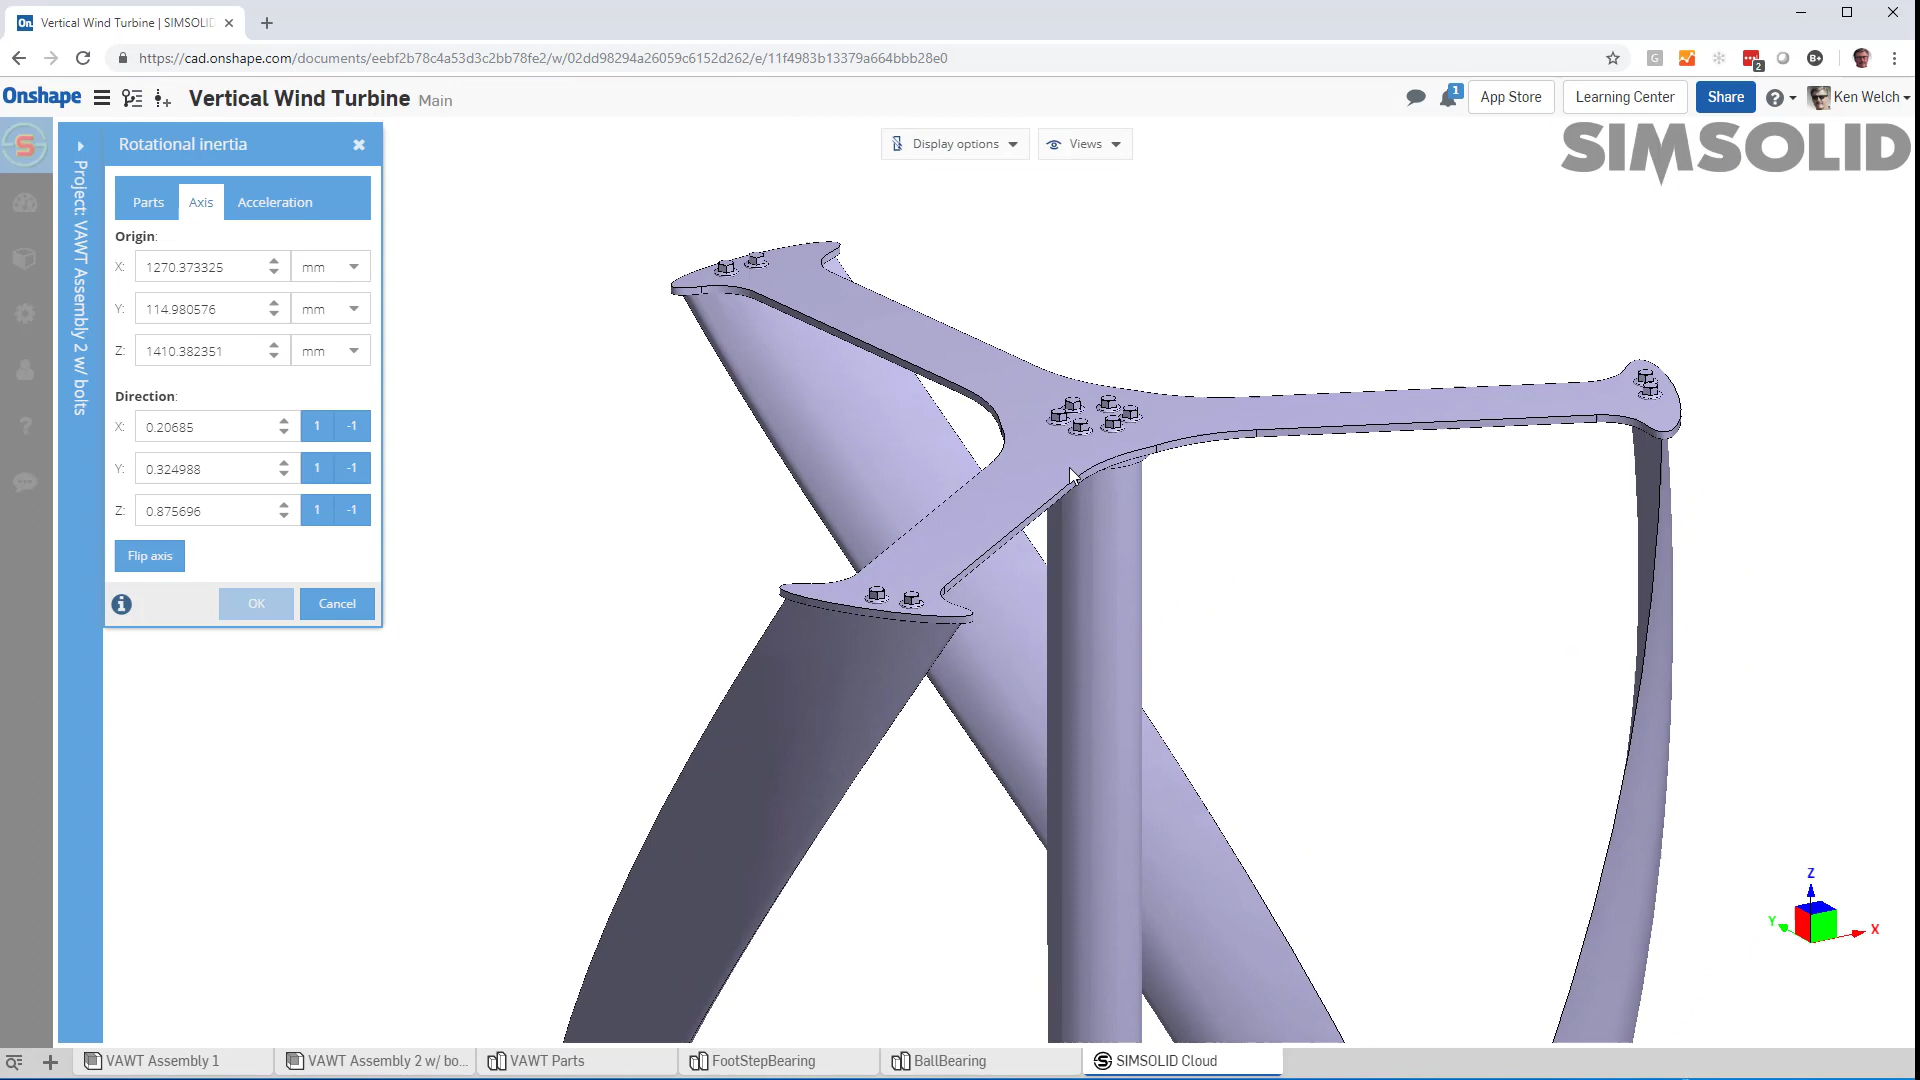 On. Vertical Wind Turbine | SIMSOLID
https://cad.onshape.com/documents/eebf2b78c4a53d3c2bb78fe2/w/02dd98294a26059c6152d262/e/11f4983b13379a664bbb28e0
G
2
B+
Onshape
Vertical Wind Turbine Main
1
App Store
Learning Center
Share
?
Ken Welch
S
SIMSOLID
Project: VAWT Assembly 2 w/ bolts
Rotational inertia
Display options
Views
Parts
Axis
Acceleration
Origin:
X: 1270.373325 mm
Y: 114.980576 mm
Z: 1410.382351 mm
Direction:
X: 0.20685 1 -1
Y: 0.324988 1 -1
Z: 0.875696 1 -1
Flip axis
i
OK
Cancel
Z
Y
X
VAWT Assembly 1
VAWT Assembly 2 w/ bo...
VAWT Parts
FootStepBearing
BallBearing
SIMSOLID Cloud